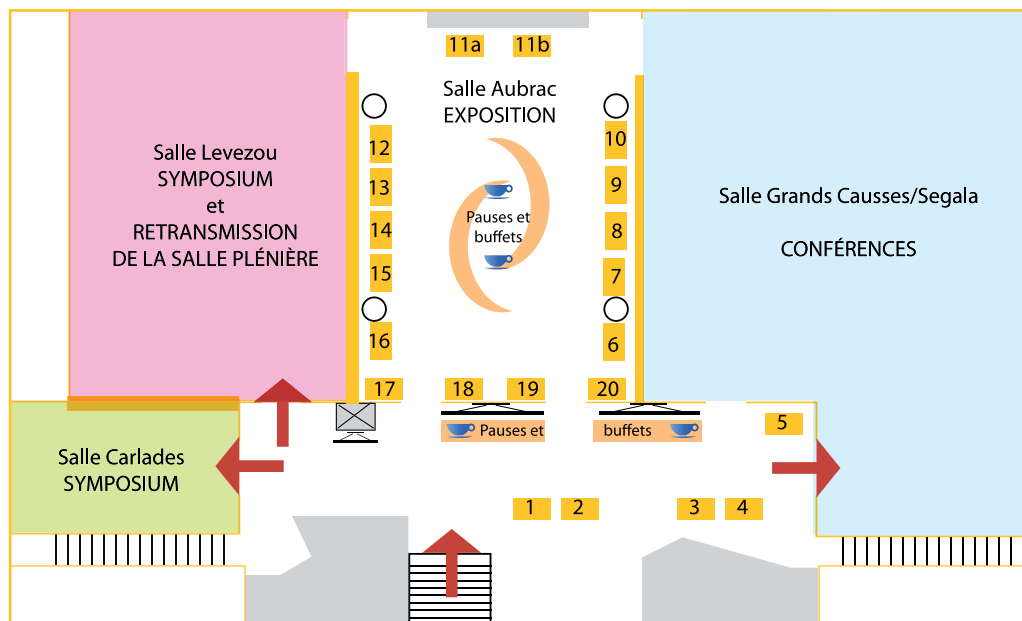 11a
11b
Salle Aubrac
EXPOSITION
Salle Levezou
SYMPOSIUM
et
RETRANSMISSION
DE LA SALLE PLÉNIÈRE
12
13
14
15
16
17
Pauses et
buffets
10
9
8
7
6
18
19
20
Salle Grands Causses/Segala
CONFÉRENCES
Salle Carlades
SYMPOSIUM
Pauses et
buffets
5
1
2
3
4